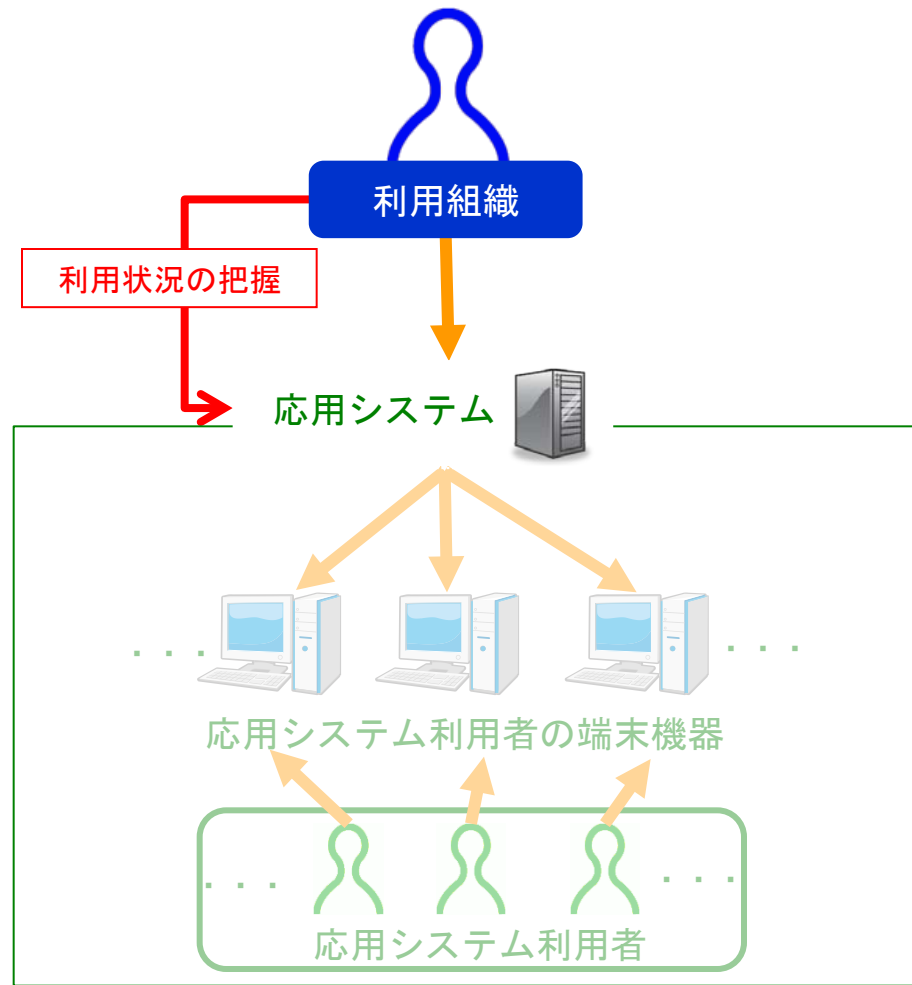 利用組織
利用状況の把握
応用システム
・・・
・・・
応用システム利用者の端末機器
・・・
・・・
応用システム利用者